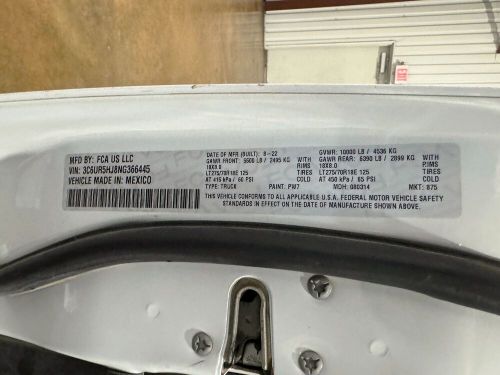 MFD BY: FCA US LLC
VIN: 3C6UR5HJ8NG366445
VEHICLE MADE IN: MEXICO
DATE OF MFR (BUILT): 8-22 GVWR: 10000 LB / 4536 KG
GAWR FRONT: 5500 LB / 2495 KG WITH GAWR REAR: 6390 LB / 2899 KG WITH
18X8.0 RIMS 18X8.0 RIMS
LT275/70R18E 125 TIRES LT275/70R18E 125 TIRES
AT 415 kPa / 60 PSI COLD AT 450 kPa / 65 PSI COLD
TYPE: TRUCK PAINT: PW7 MDH: 080314 MKT: 875
THIS VEHICLE CONFORMS TO ALL APPLICABLE U.S.A. FEDERAL MOTOR VEHICLE SAFETY
STANDARDS IN EFFECT ON THE DATE OF MANUFACTURE SHOWN ABOVE.